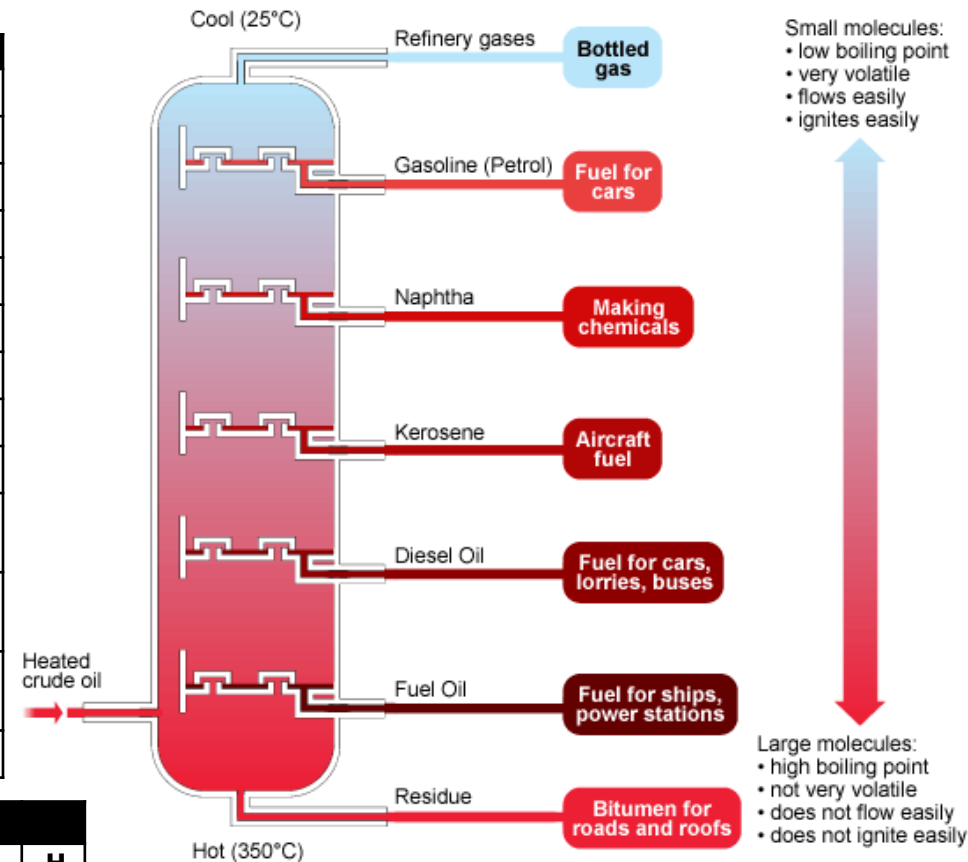 Cool (25°C)
Refinery gases
Bottled
gas
Small molecules:
• low boiling point
• very volatile
• flows easily
• ignites easily
Gasoline (Petrol)
Fuel for
cars
Naphtha
Making
chemicals
Kerosene
Aircraft
fuel
Diesel Oil
Fuel for cars,
lorries, buses
Heated
crude oil
Fuel Oil
Fuel for ships,
power stations
Large molecules:
• high boiling point
• not very volatile
• does not flow easily
• does not ignite easily
Residue
Bitumen for
roads and roofs
Hot (350°C)